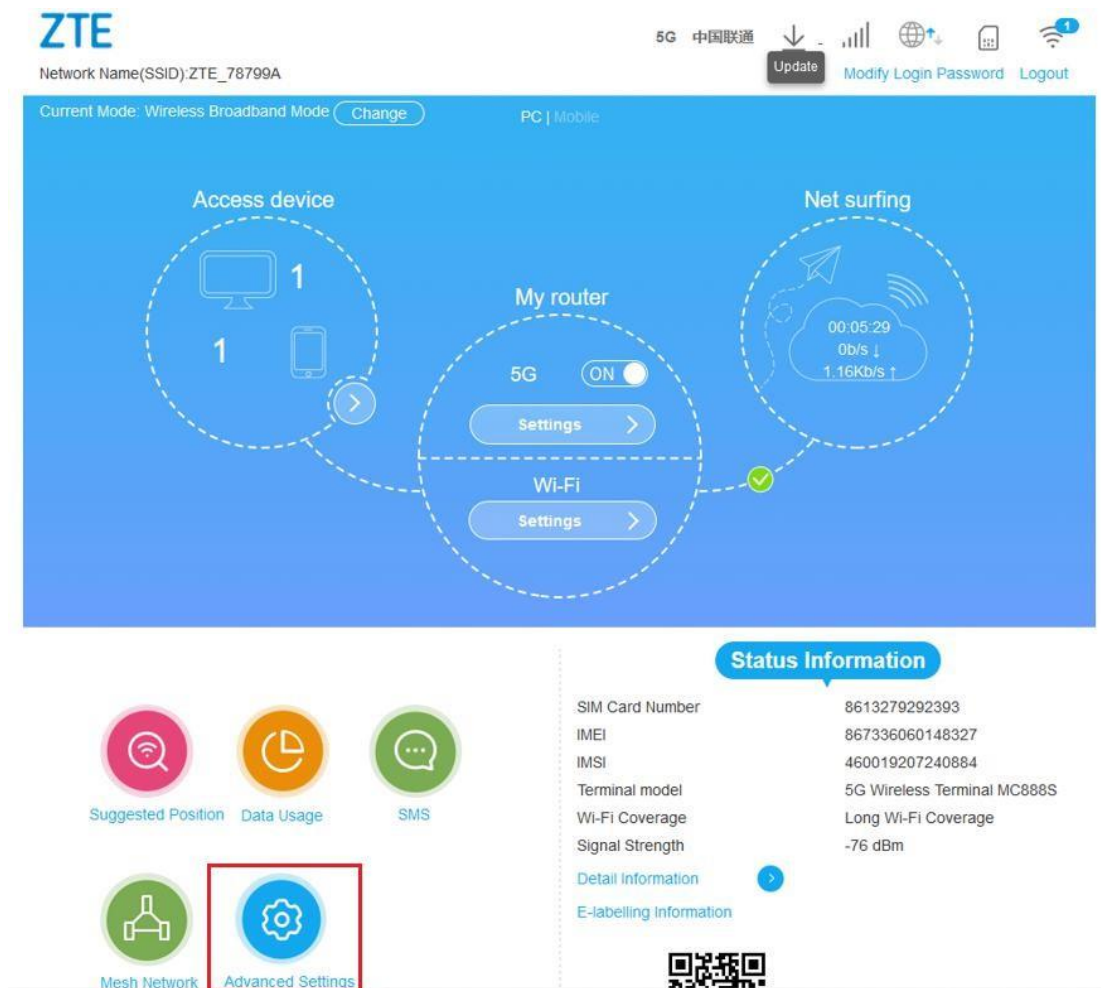 ZTE
5G 中国联通
1
Update
Network Name(SSID):ZTE_78799A
Modify Login Password Logout
Current Mode: Wireless Broadband Mode Change
PC | Mobile
Access device
1
1
My router
5G ON
Settings
Wi-Fi
Settings
Net surfing
00:05:29
0b/s ↓
1.16Kb/s ↑
Suggested Position
Data Usage
SMS
Mesh Network
Advanced Settings
Status Information
SIM Card Number 8613279292393
IMEI 867336060148327
IMSI 460019207240884
Terminal model 5G Wireless Terminal MC888S
Wi-Fi Coverage Long Wi-Fi Coverage
Signal Strength -76 dBm
Detail Information
E-labelling Information